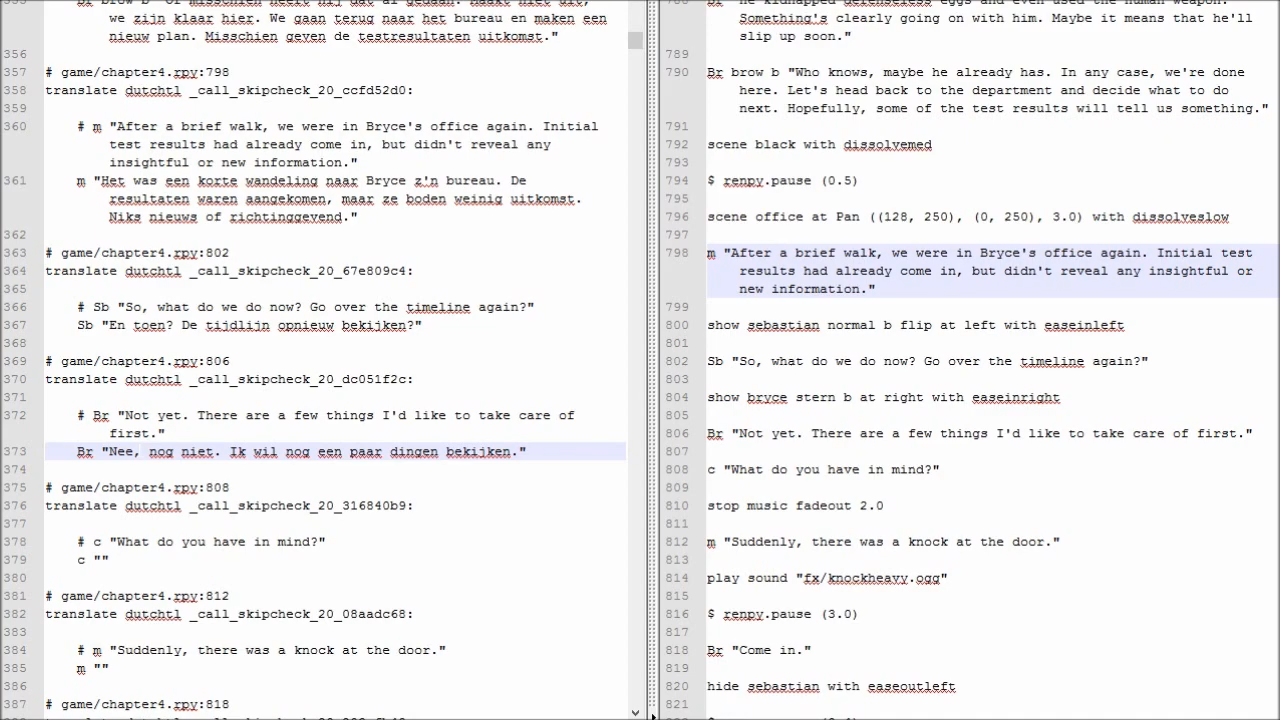 we zijn klaar hier. We gaan terug naar het bureau en maken een
nieuw plan. Misschien geven de testresultaten uitkomst."
356
357 # game/chapter4.rpy:798
358 translate dutchtl _call_skipcheck_20_ccfd52d0:
359
360 # m "After a brief walk, we were in Bryce's office again. Initial
test results had already come in, but didn't reveal any
insightful or new information."
361 m "Het was een korte wandeling naar Bryce z'n bureau. De
resultaten waren aangekomen, maar ze boden weinig uitkomst.
Niks nieuws of richtinggevend."
362
363 # game/chapter4.rpy:802
364 translate dutchtl _call_skipcheck_20_67e809c4:
365
366 # Sb "So, what do we do now? Go over the timeline again?"
367 Sb "En toen? De tijdlijn opnieuw bekijken?"
368
369 # game/chapter4.rpy:806
370 translate dutchtl _call_skipcheck_20_dc051f2c:
371
372 # Br "Not yet. There are a few things I'd like to take care of
first."
373 Br "Nee, nog niet. Ik wil nog een paar dingen bekijken."
374
375 # game/chapter4.rpy:808
376 translate dutchtl _call_skipcheck_20_316840b9:
377
378 # c "What do you have in mind?"
379 c ""
380
381 # game/chapter4.rpy:812
382 translate dutchtl _call_skipcheck_20_08aadc68:
383
384 # m "Suddenly, there was a knock at the door."
385 m ""
386
387 # game/chapter4.rpy:818
he kidnapped defenseless eggs and even used the human weapon.
Something's clearly going on with him. Maybe it means that he'll
slip up soon."
789
790 Br brow b "Who knows, maybe he already has. In any case, we're done
here. Let's head back to the department and decide what to do
next. Hopefully, some of the test results will tell us something."
791
792 scene black with dissolvemed
793
794 $ renpy.pause (0.5)
795
796 scene office at Pan ((128, 250), (0, 250), 3.0) with dissolveslow
797
798 m "After a brief walk, we were in Bryce's office again. Initial test
results had already come in, but didn't reveal any insightful or
new information."
799
800 show sebastian normal b flip at left with easeinleft
801
802 Sb "So, what do we do now? Go over the timeline again?"
803
804 show bryce stern b at right with easeinright
805
806 Br "Not yet. There are a few things I'd like to take care of first."
807
808 c "What do you have in mind?"
809
810 stop music fadeout 2.0
811
812 m "Suddenly, there was a knock at the door."
813
814 play sound "fx/knockheavy.ogg"
815
816 $ renpy.pause (3.0)
817
818 Br "Come in."
819
820 hide sebastian with easeoutleft
821